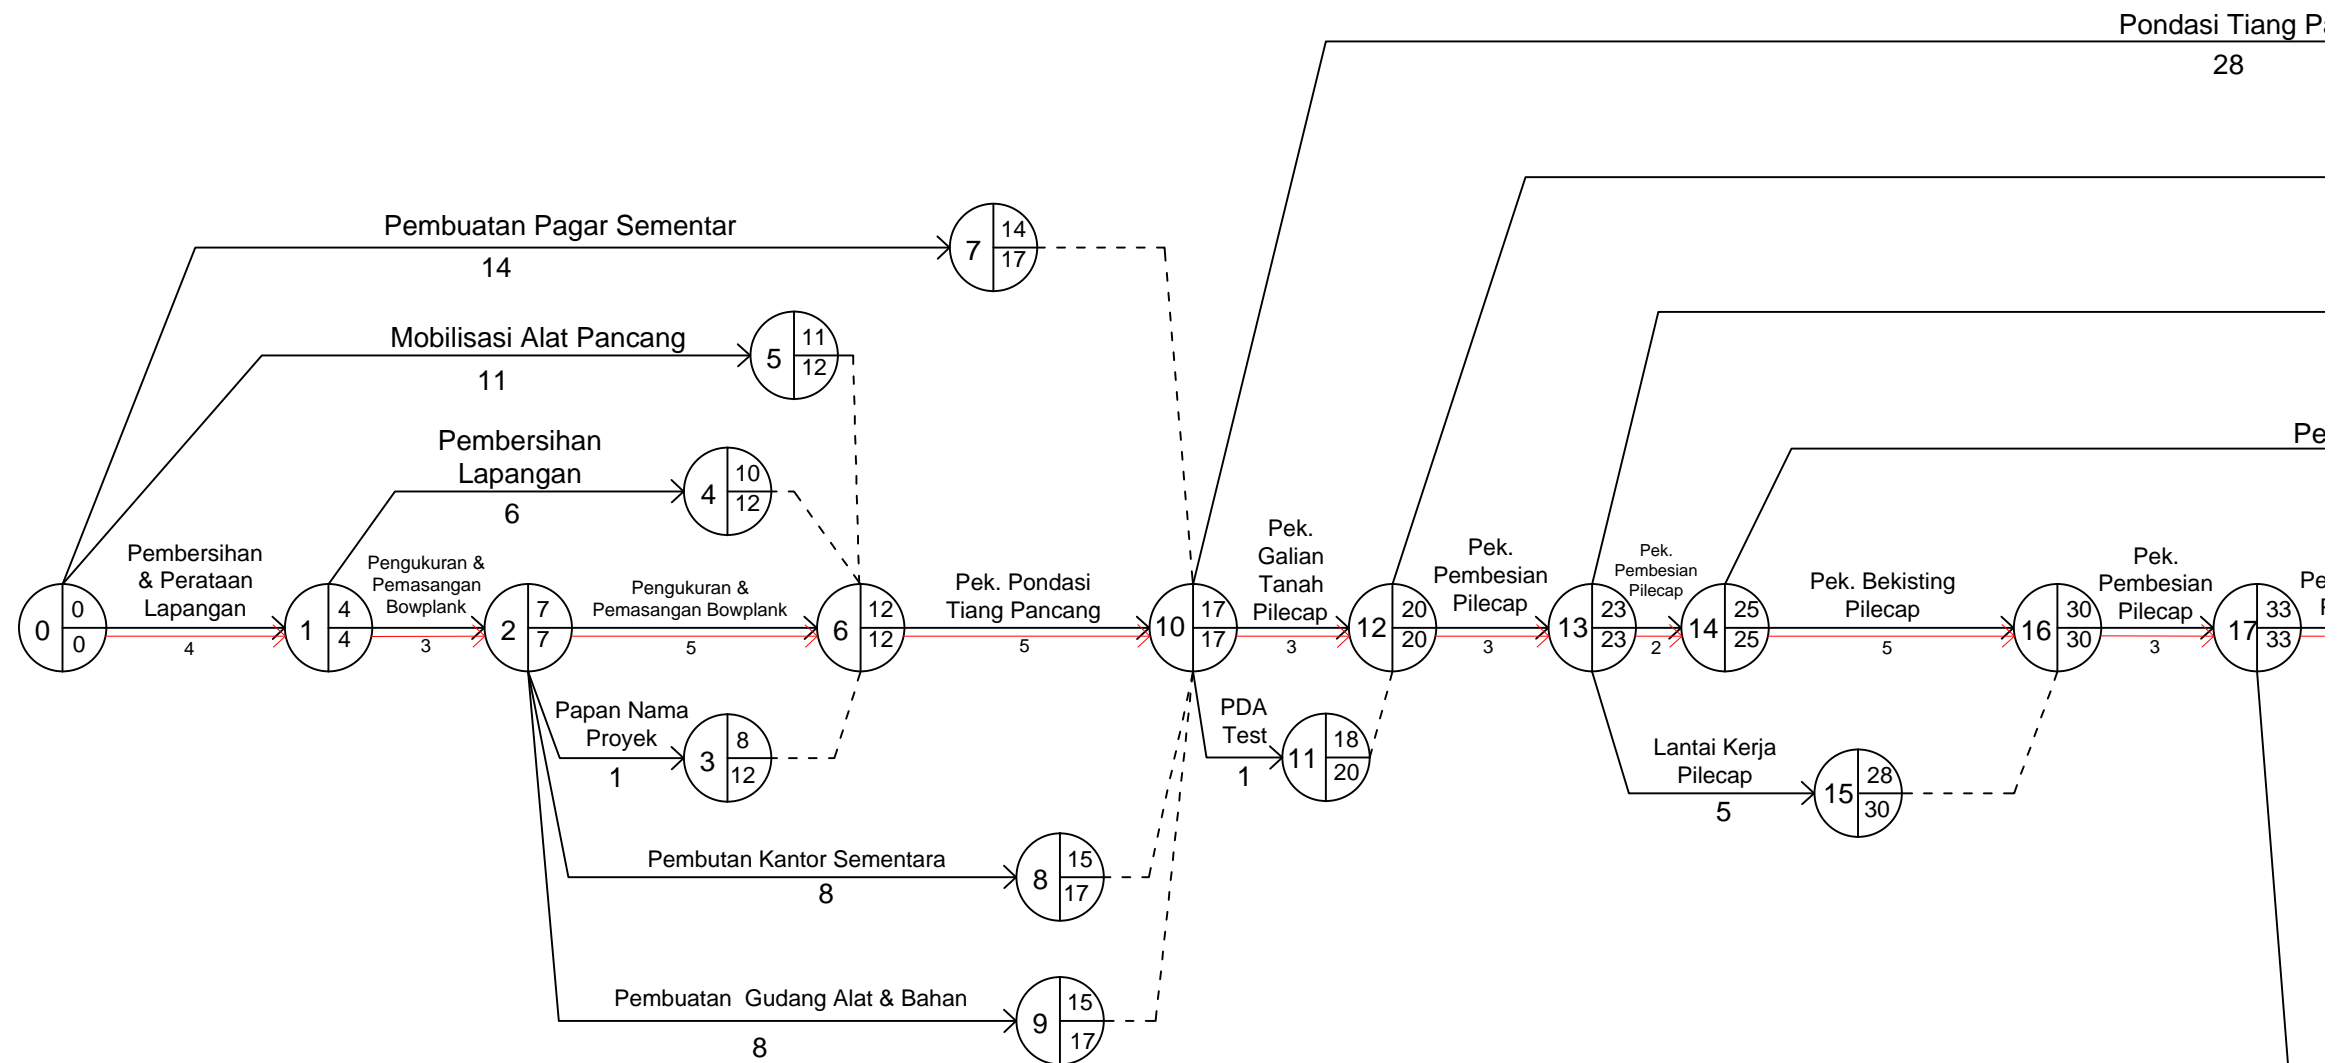 Pondasi Tiang
28
Pembuatan Pagar Sementar
14
7
14
17
Mobilisasi Alat Pancang
11
5
11
12
Pembersihan
Lapangan
6
4
10
12
Pembersihan
& Perataan
Lapangan
4
0
0
0
Pengukuran &
Pemasangan
Bowplank
3
1
4
4
Pengukuran &
Pemasangan Bowplank
5
2
7
7
Pek. Pondasi
Tiang Pancang
5
6
12
12
Pek.
Galian
Tanah
Pilecap
3
10
17
17
Pek.
Pembesian
Pilecap
3
12
20
20
Pek.
Pembesian
Pilecap
2
13
23
23
Pek. Bekisting
Pilecap
5
14
25
25
Pek.
Pembesian
Pilecap
3
16
30
30
17
33
33
Papan Nama
Proyek
1
3
8
12
PDA
Test
1
11
18
20
Lantai Kerja
Pilecap
5
15
28
30
Pembutan Kantor Sementara
8
8
15
17
Pembuatan Gudang Alat & Bahan
8
9
15
17